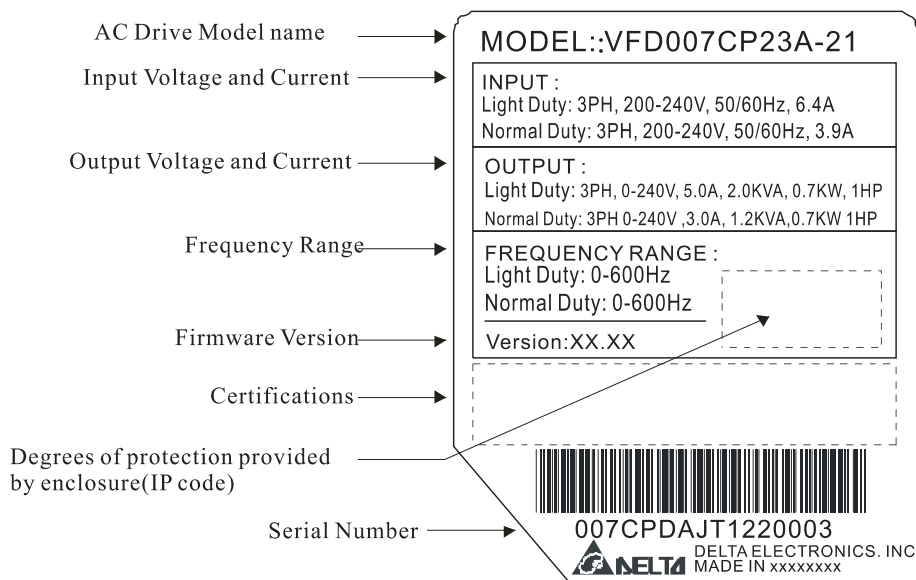 AC Drive Model name
MODEL::VFD007CP23A-21
Input Voltage and Current
INPUT :
Light Duty: 3PH, 200-240V, 50/60Hz, 6.4A
Normal Duty: 3PH, 200-240V, 50/60Hz, 3.9A
Output Voltage and Current
OUTPUT :
Light Duty: 3PH, 0-240V, 5.0A, 2.0KVA, 0.7KW, 1HP
Normal Duty: 3PH 0-240V ,3.0A, 1.2KVA,0.7KW 1HP
Frequency Range
FREQUENCY RANGE :
Light Duty: 0-600Hz
Normal Duty: 0-600Hz
Firmware Version
Version:XX.XX
Certifications
Degrees of protection provided
by enclosure(IP code)
Serial Number
007CPDAJT1220003
DELTA
DELTA ELECTRONICS. INC
MADE IN xxxxxxxx